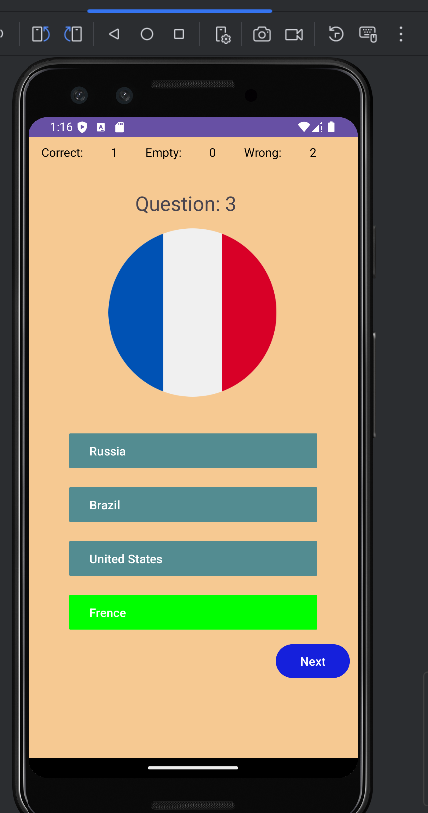 1:16
Correct: 1 Empty: 0 Wrong: 2
Question: 3
Russia
Brazil
United States
Frence
Next